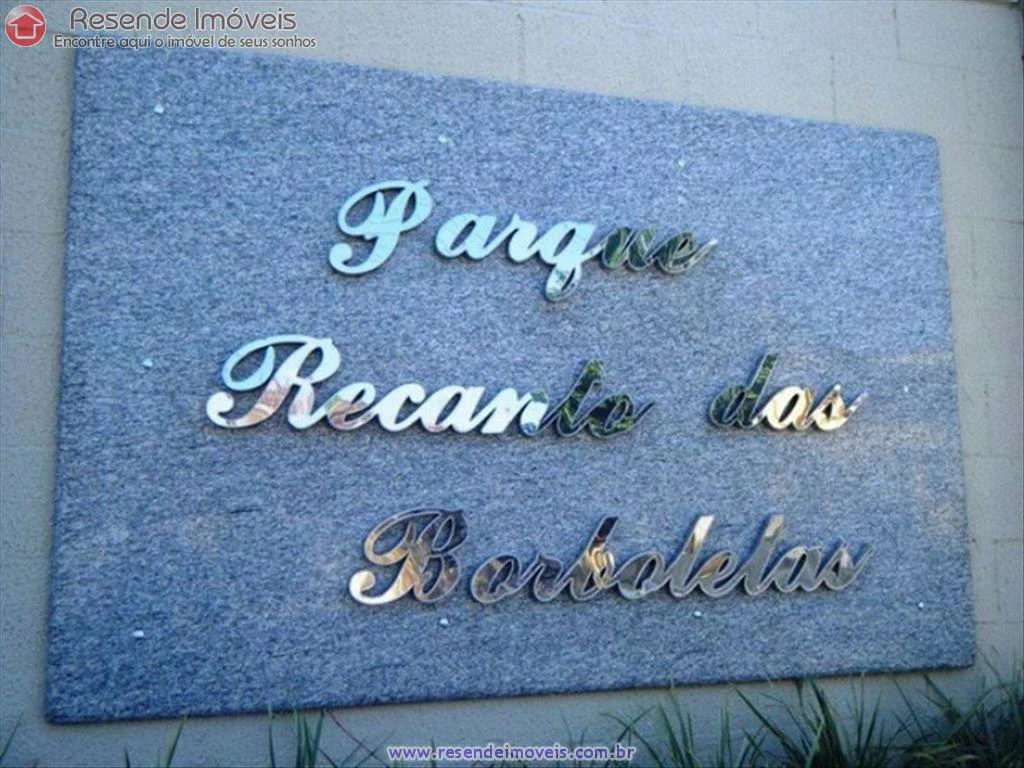 Resende Imóveis
Encontre aqui o imóvel de seus sonhos
Parque
Recanto das
Borboletas
www.resendeimoveis.com.br